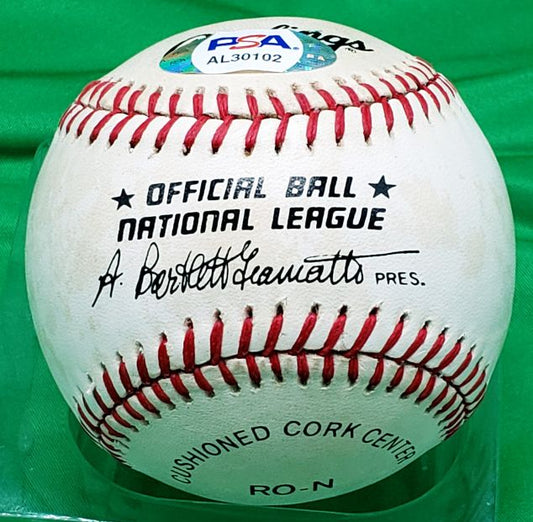 PSA
AL30102
★ OFFICIAL BALL ★
NATIONAL LEAGUE
A. Bartlett Giamatti PRES.
CUSHIONED CORK CENTER
RO-N